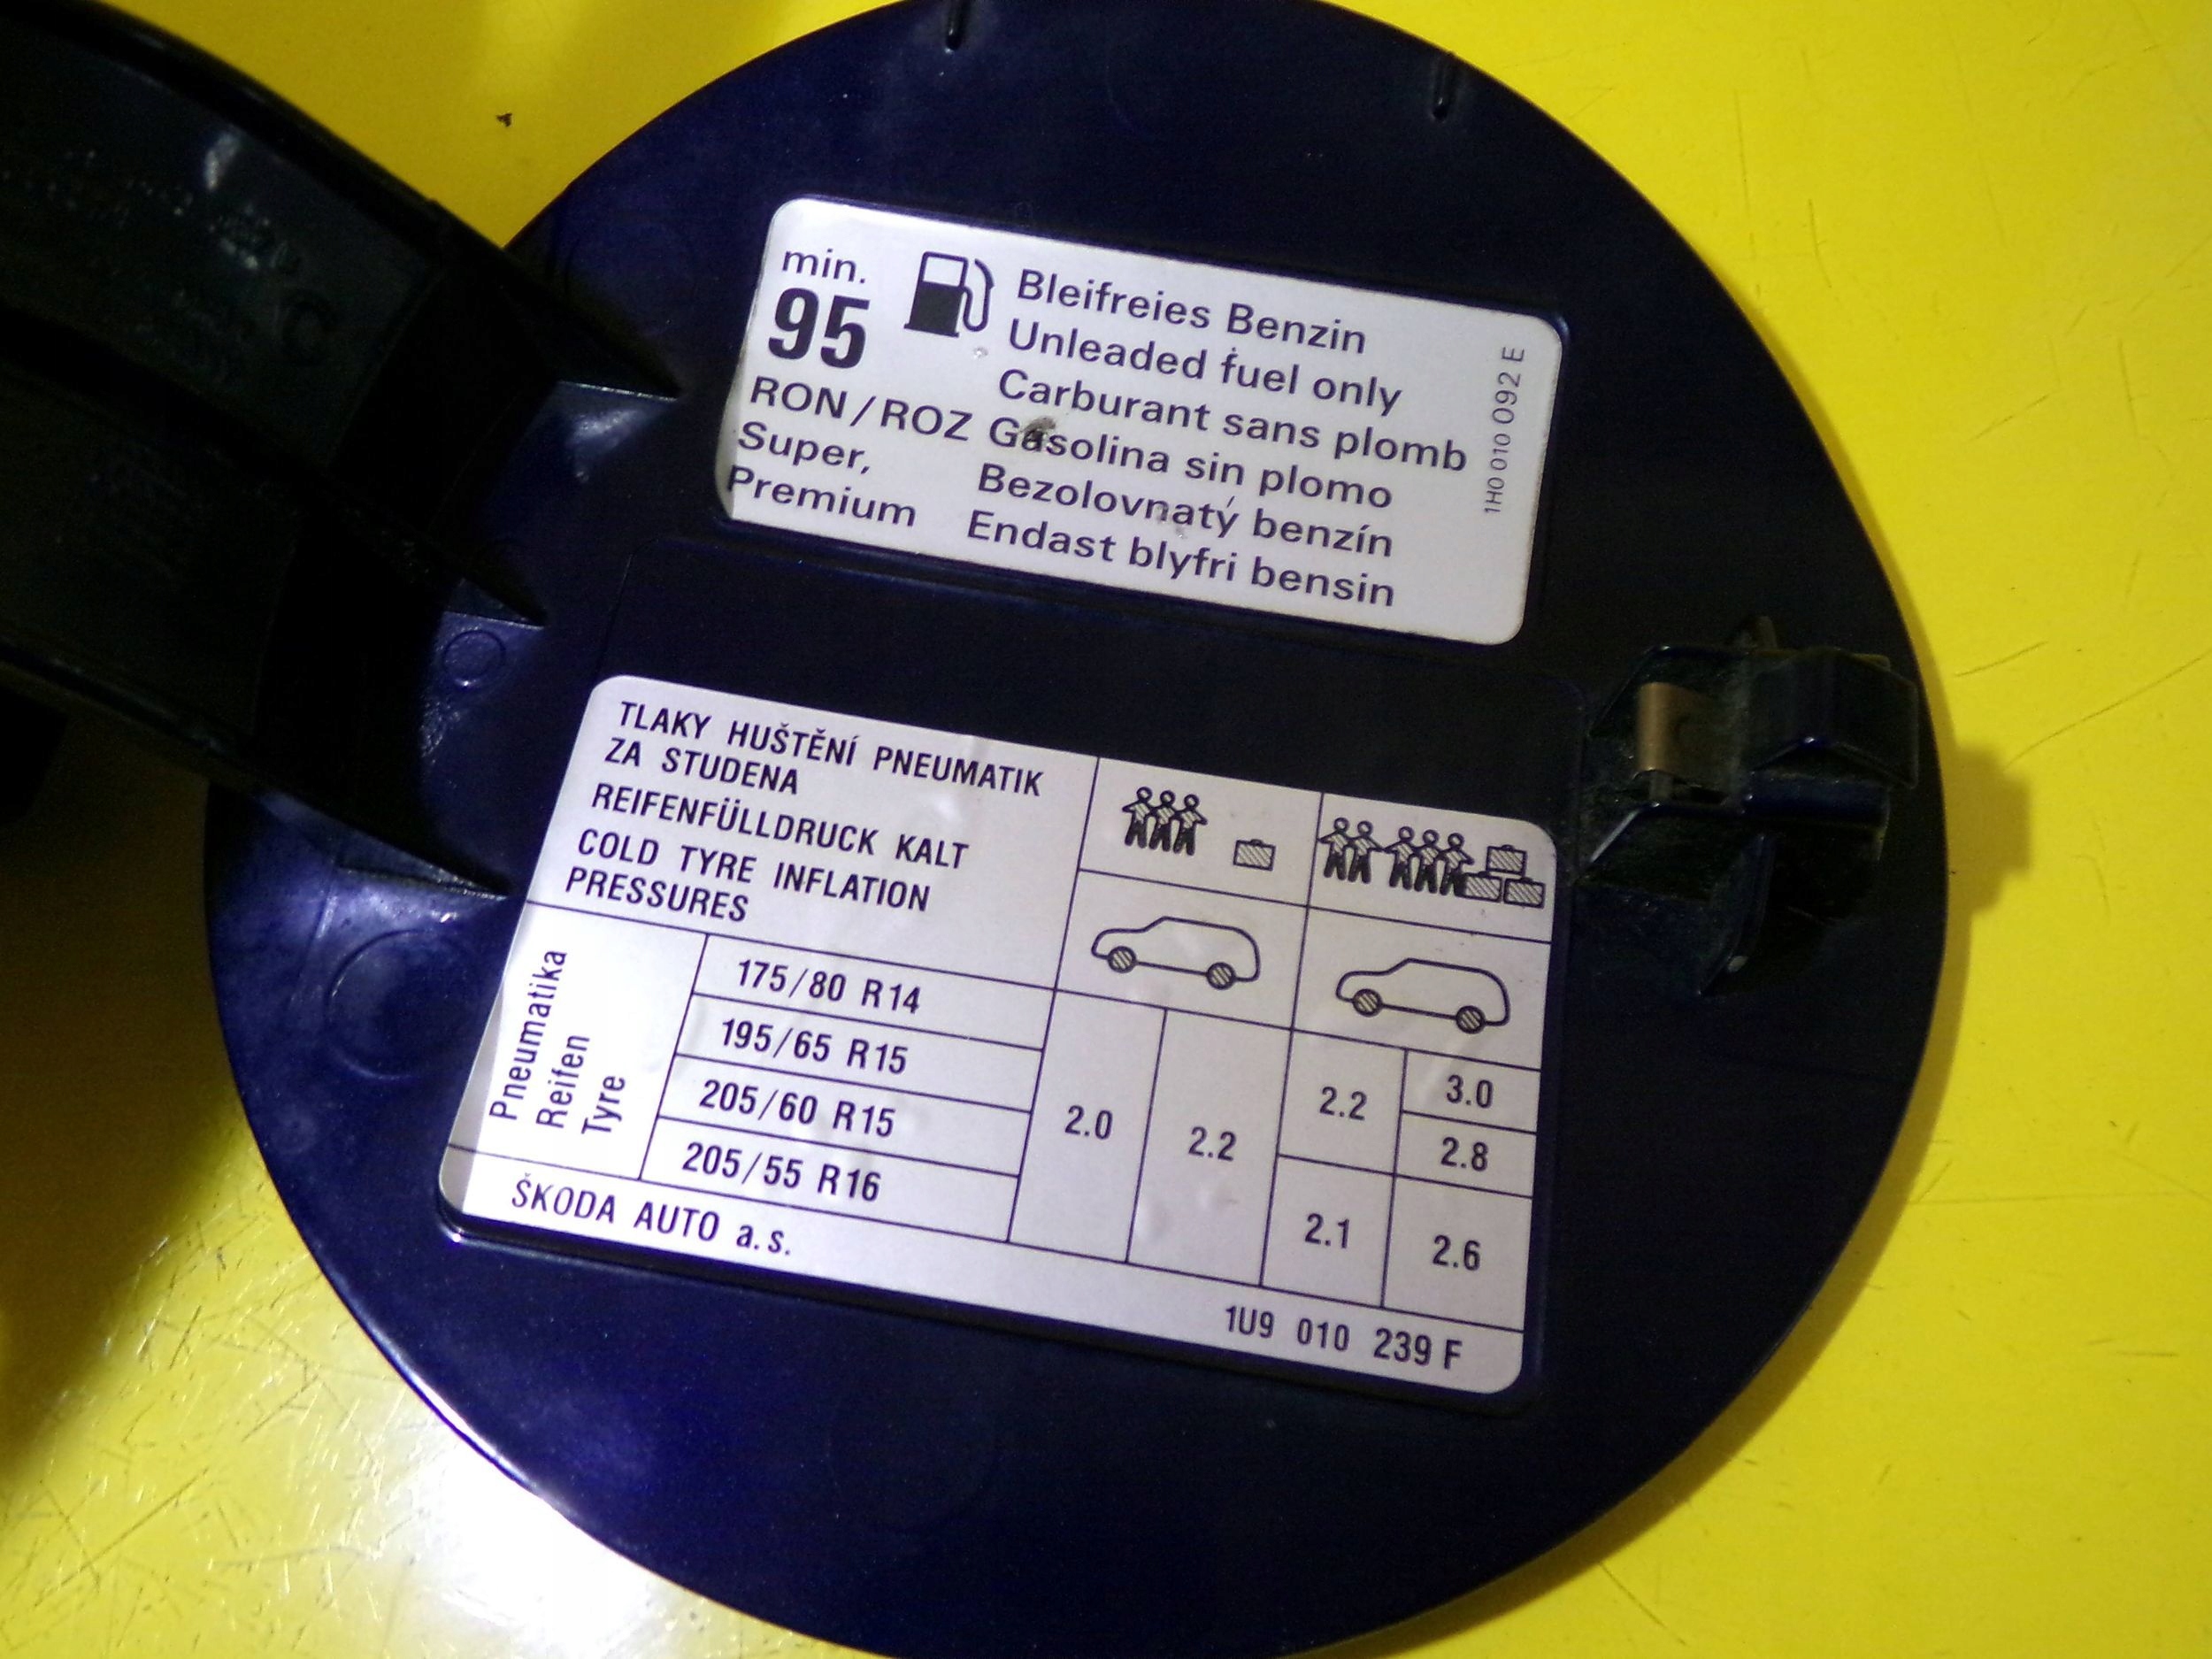 min.
95
RON/ROZ
Super,
Premium
Bleifreies Benzin
Unleaded fuel only
Carburant sans plomb
Gasolina sin plomo
Bezolovnatý benzín
Endast blyfri bensin
1H0 010 092 E
TLAKY HUŠTĚNÍ PNEUMATIK
ZA STUDENA
REIFENFÜLLDRUCK KALT
COLD TYRE INFLATION
PRESSURES
Pneumatika
Reifen
Tyre
175/80 R14
195/65 R15
205/60 R15
205/55 R16
2.0
2.2
2.2
3.0
2.8
2.1
2.6
ŠKODA AUTO a.s.
1U9 010 239 F